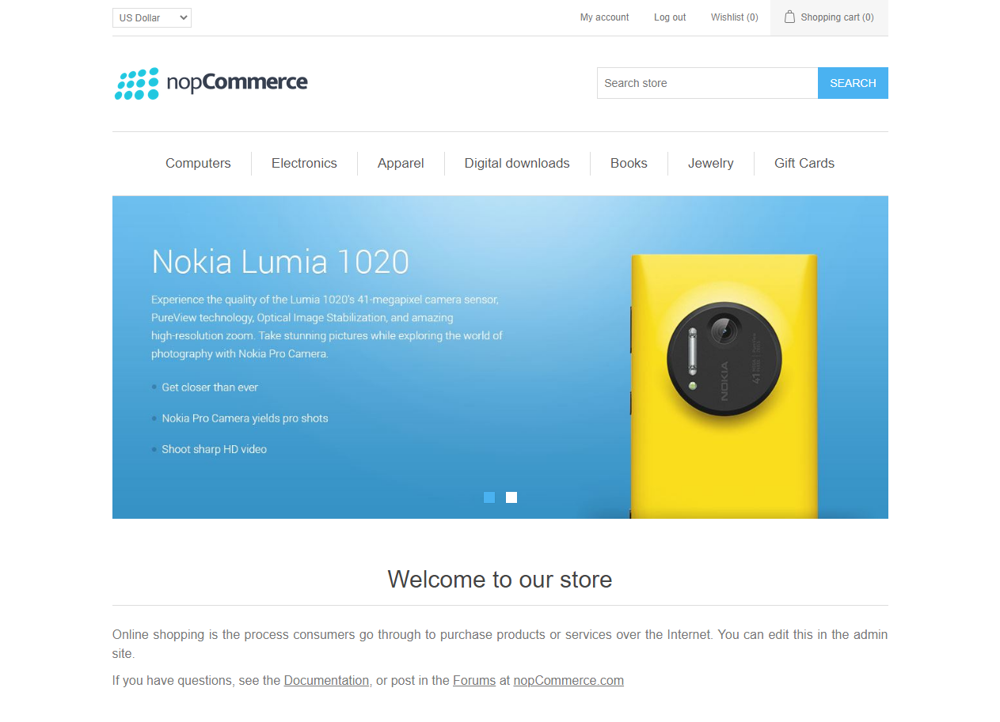 US Dollar
My account
Log out
Wishlist (0)
Shopping cart (0)
nopCommerce
Search store
SEARCH
Computers
Electronics
Apparel
Digital downloads
Books
Jewelry
Gift Cards
Nokia Lumia 1020
Experience the quality of the Lumia 1020's 41-megapixel camera sensor,
PureView technology, Optical Image Stabilization, and amazing
high-resolution zoom. Take stunning pictures while exploring the world of
photography with Nokia Pro Camera.
Get closer than ever
Nokia Pro Camera yields pro shots
Shoot sharp HD video
NOKIA
41
Welcome to our store
Online shopping is the process consumers go through to purchase products or services over the Internet. You can edit this in the admin
site.
If you have questions, see the Documentation, or post in the Forums at nopCommerce.com